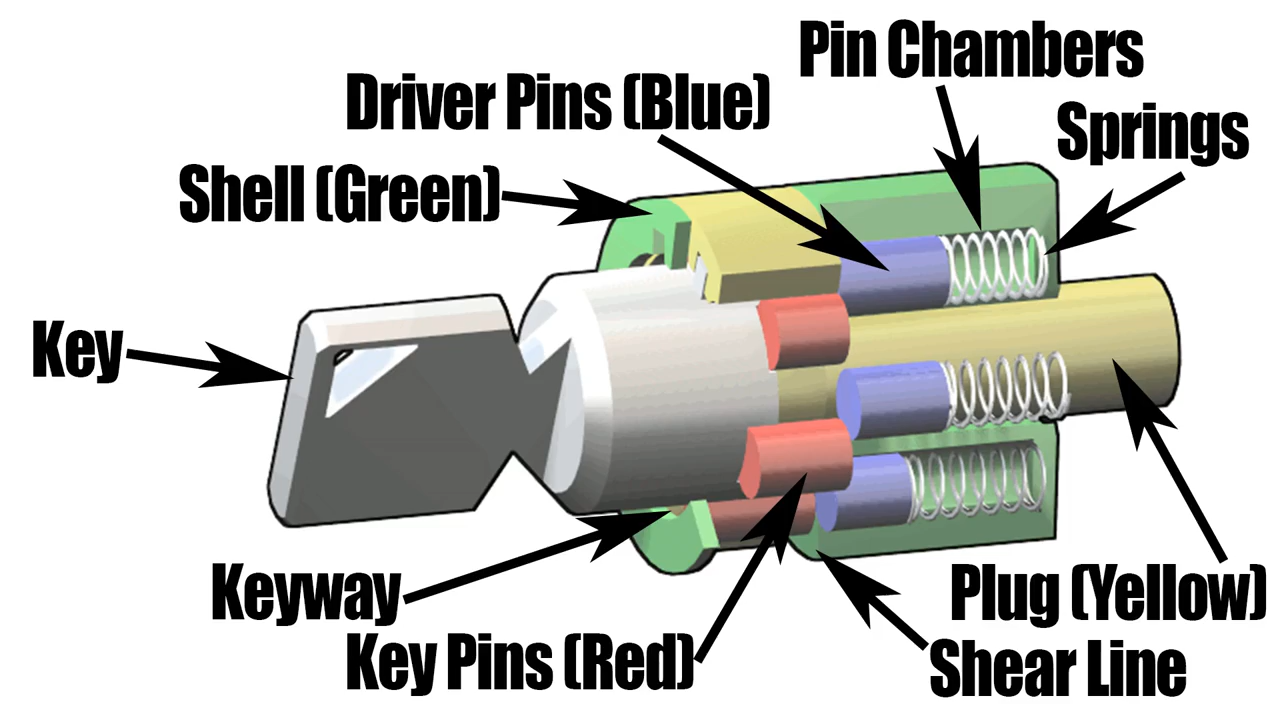 Pin Chambers
Driver Pins (Blue)
Springs
Shell (Green)
Key
Keyway
Plug (Yellow)
Key Pins (Red)
Shear Line